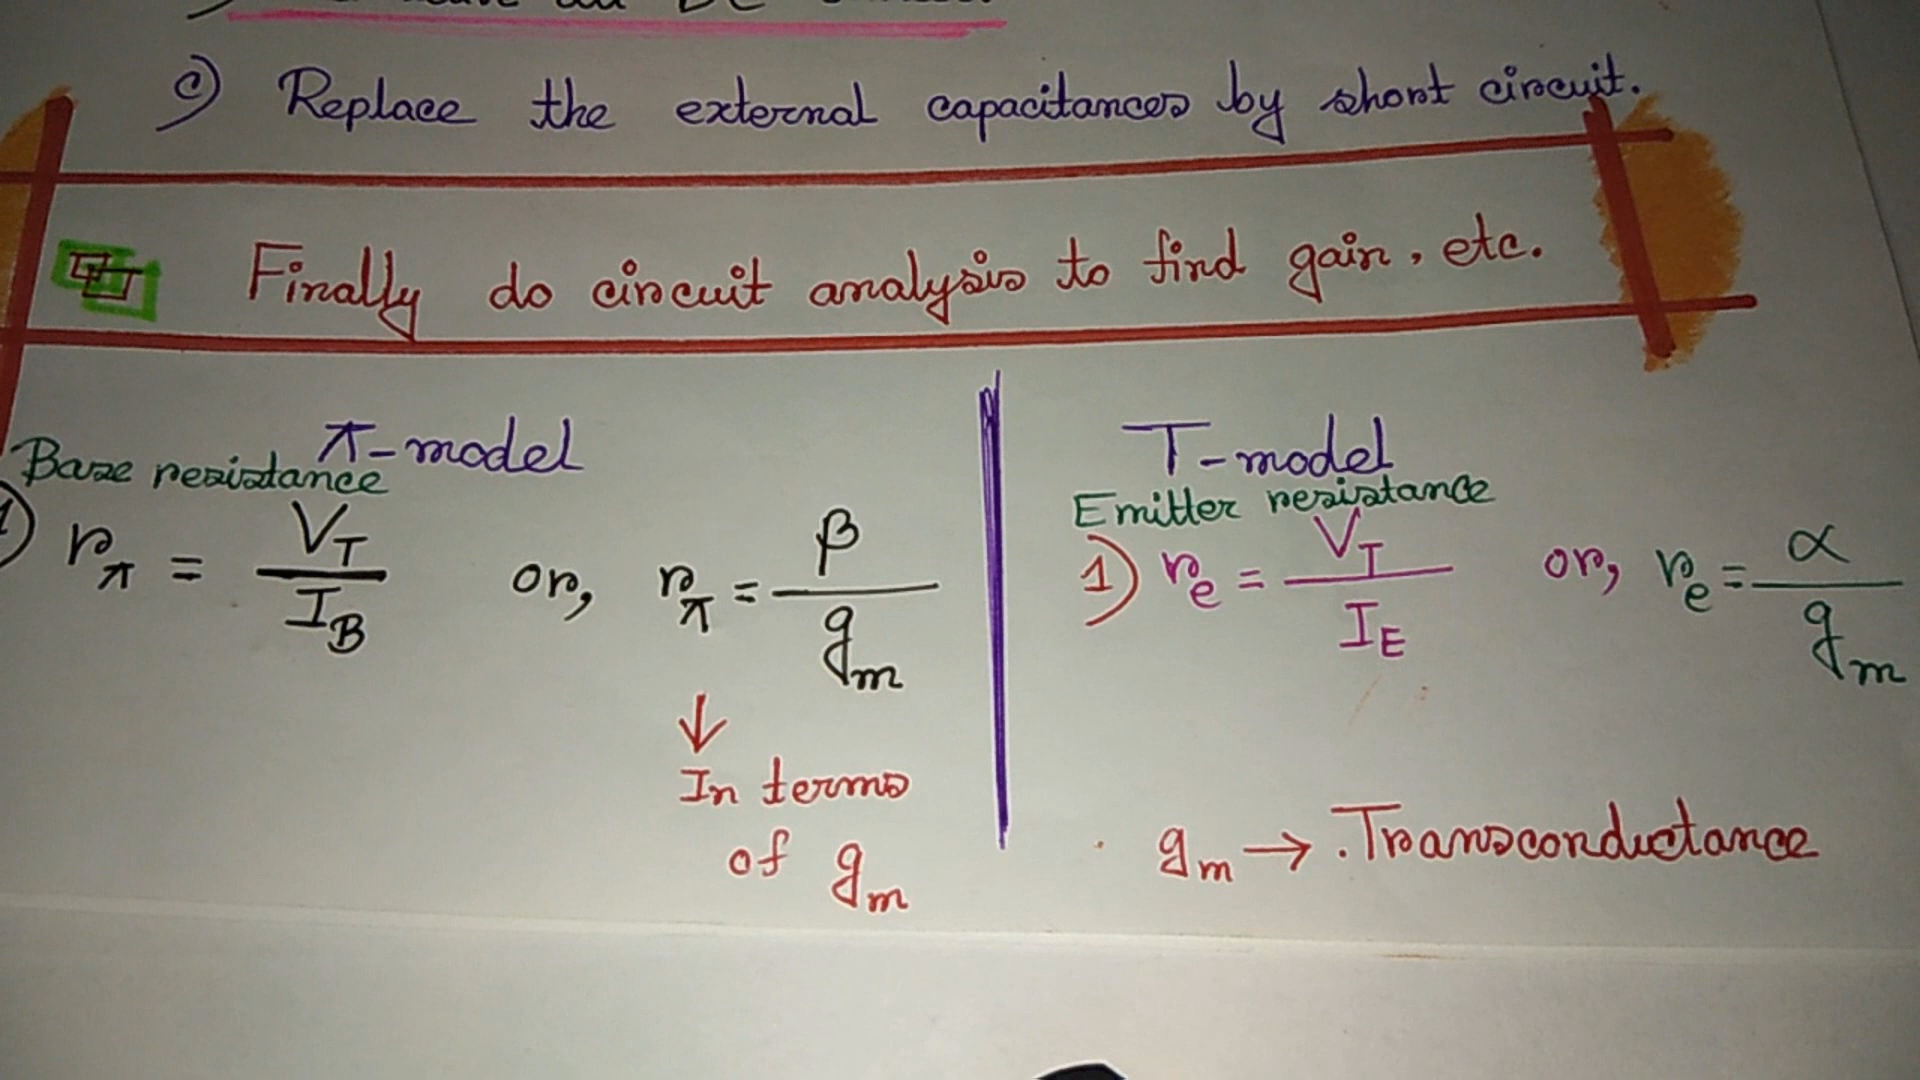 c) Replace the external capacitances by short circuit.
Finally do circuit analysis to find gain, etc.
π-model
Base resistance
1) rπ = VT / IB or, rπ = β / gm
↓
In terms
of gm
T-model
Emitter resistance
1) re = VT / IE or, re = α / gm
gm → Transconductance